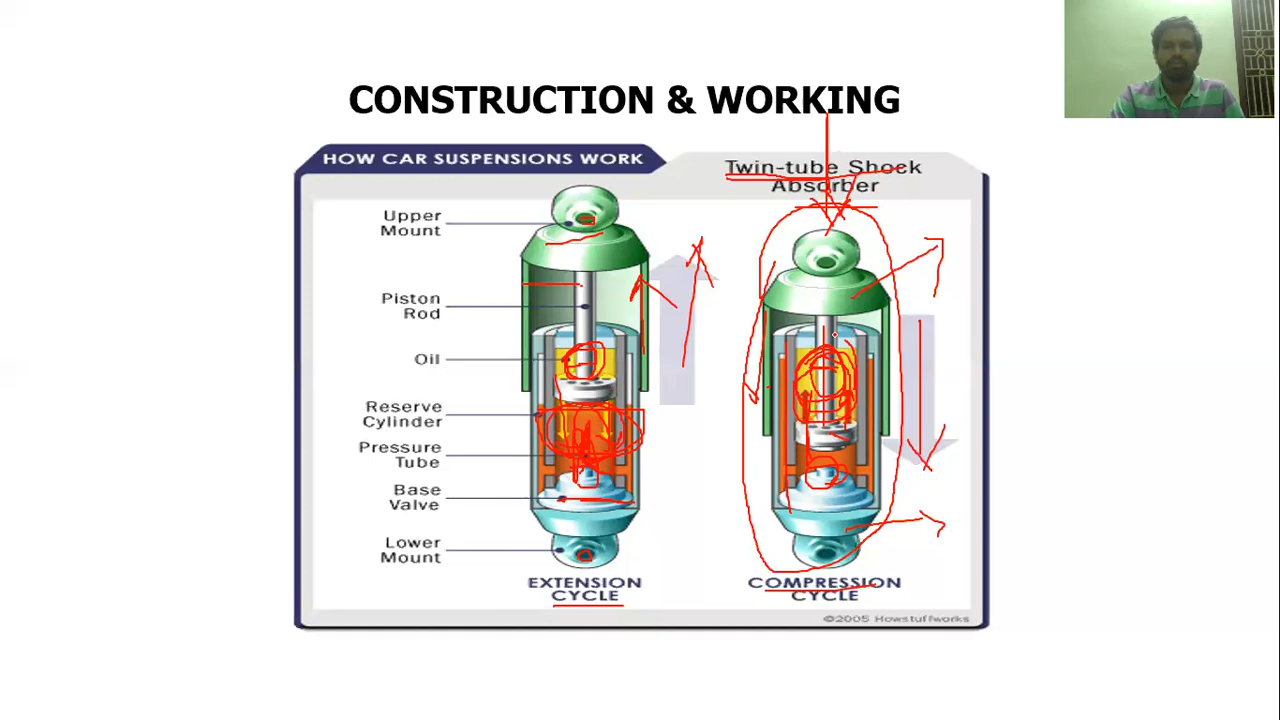 CONSTRUCTION & WORKING
HOW CAR SUSPENSIONS WORK
Twin-tube Shock
Absorber
Upper
Mount
Piston
Rod
Oil
Reserve
Cylinder
Pressure
Tube
Base
Valve
Lower
Mount
EXTENSION
CYCLE
COMPRESSION
CYCLE
©2005 Howstuffworks